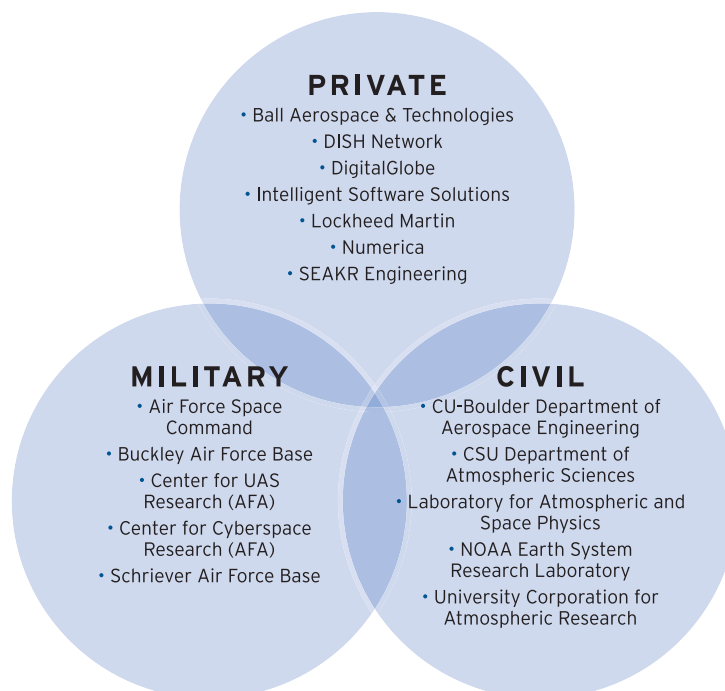 PRIVATE
• Ball Aerospace & Technologies
• DISH Network
• DigitalGlobe
• Intelligent Software Solutions
• Lockheed Martin
• Numerica
• SEAKR Engineering
MILITARY
• Air Force Space
Command
• Buckley Air Force Base
• Center for UAS
Research (AFA)
• Center for Cyberspace
Research (AFA)
• Schriever Air Force Base
CIVIL
• CU-Boulder Department of
Aerospace Engineering
• CSU Department of
Atmospheric Sciences
• Laboratory for Atmospheric and
Space Physics
• NOAA Earth System
Research Laboratory
• University Corporation for
Atmospheric Research